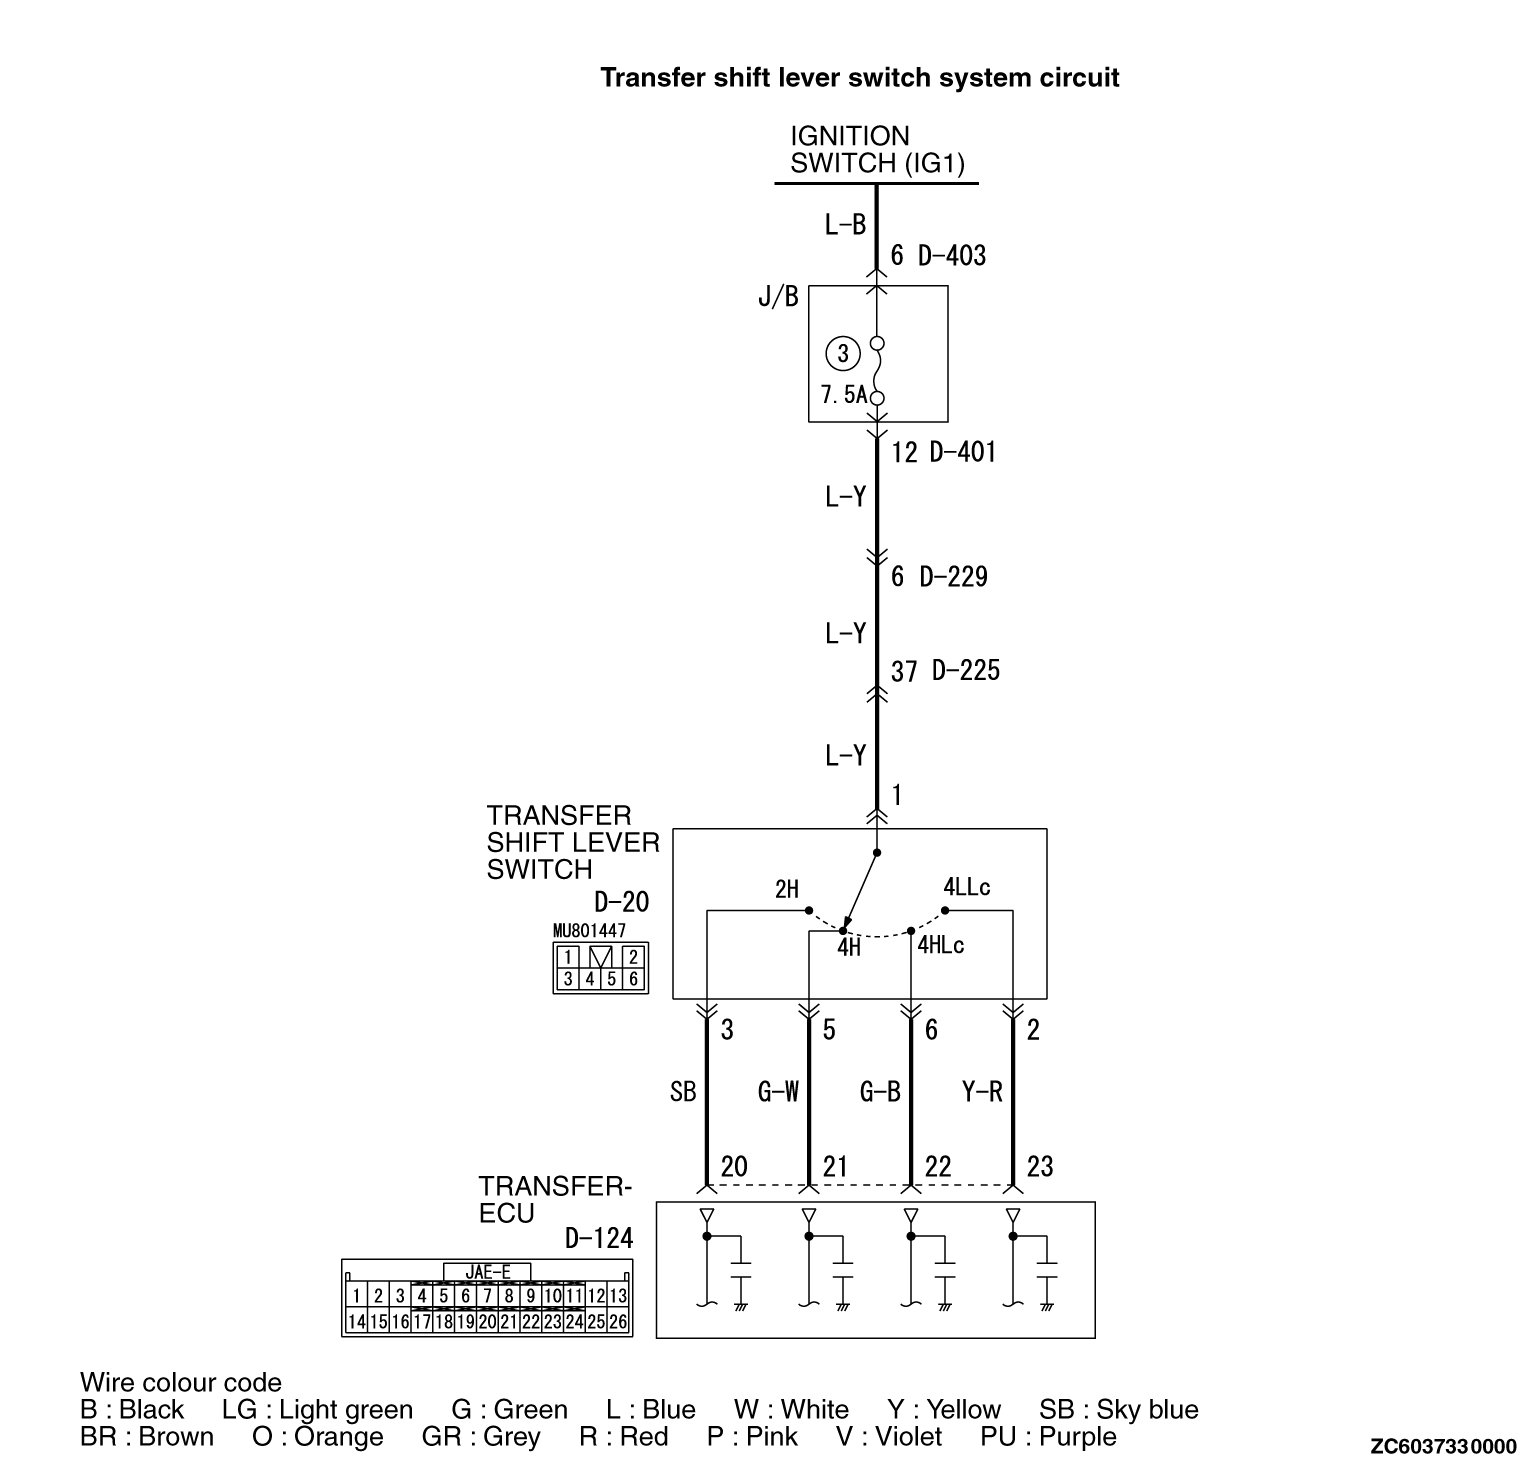 Transfer shift lever switch system circuit
IGNITION
SWITCH (IG1)
L-B
6 D-403
J/B
3
7.5A
12 D-401
L-Y
6 D-229
L-Y
37 D-225
L-Y
1
TRANSFER
SHIFT LEVER
SWITCH
D-20
MU801447
1 2
3 4 5 6
2H
4LLc
4H
4HLc
3 5 6 2
SB G-W G-B Y-R
20 21 22 23
TRANSFER-
ECU
D-124
JAE-E
1 2 3 4 5 6 7 8 9 10 11 12 13
14 15 16 17 18 19 20 21 22 23 24 25 26
Wire colour code
B : Black LG : Light green G : Green L : Blue W : White Y : Yellow SB : Sky blue
BR : Brown O : Orange GR : Grey R : Red P : Pink V : Violet PU : Purple
ZC6037330000